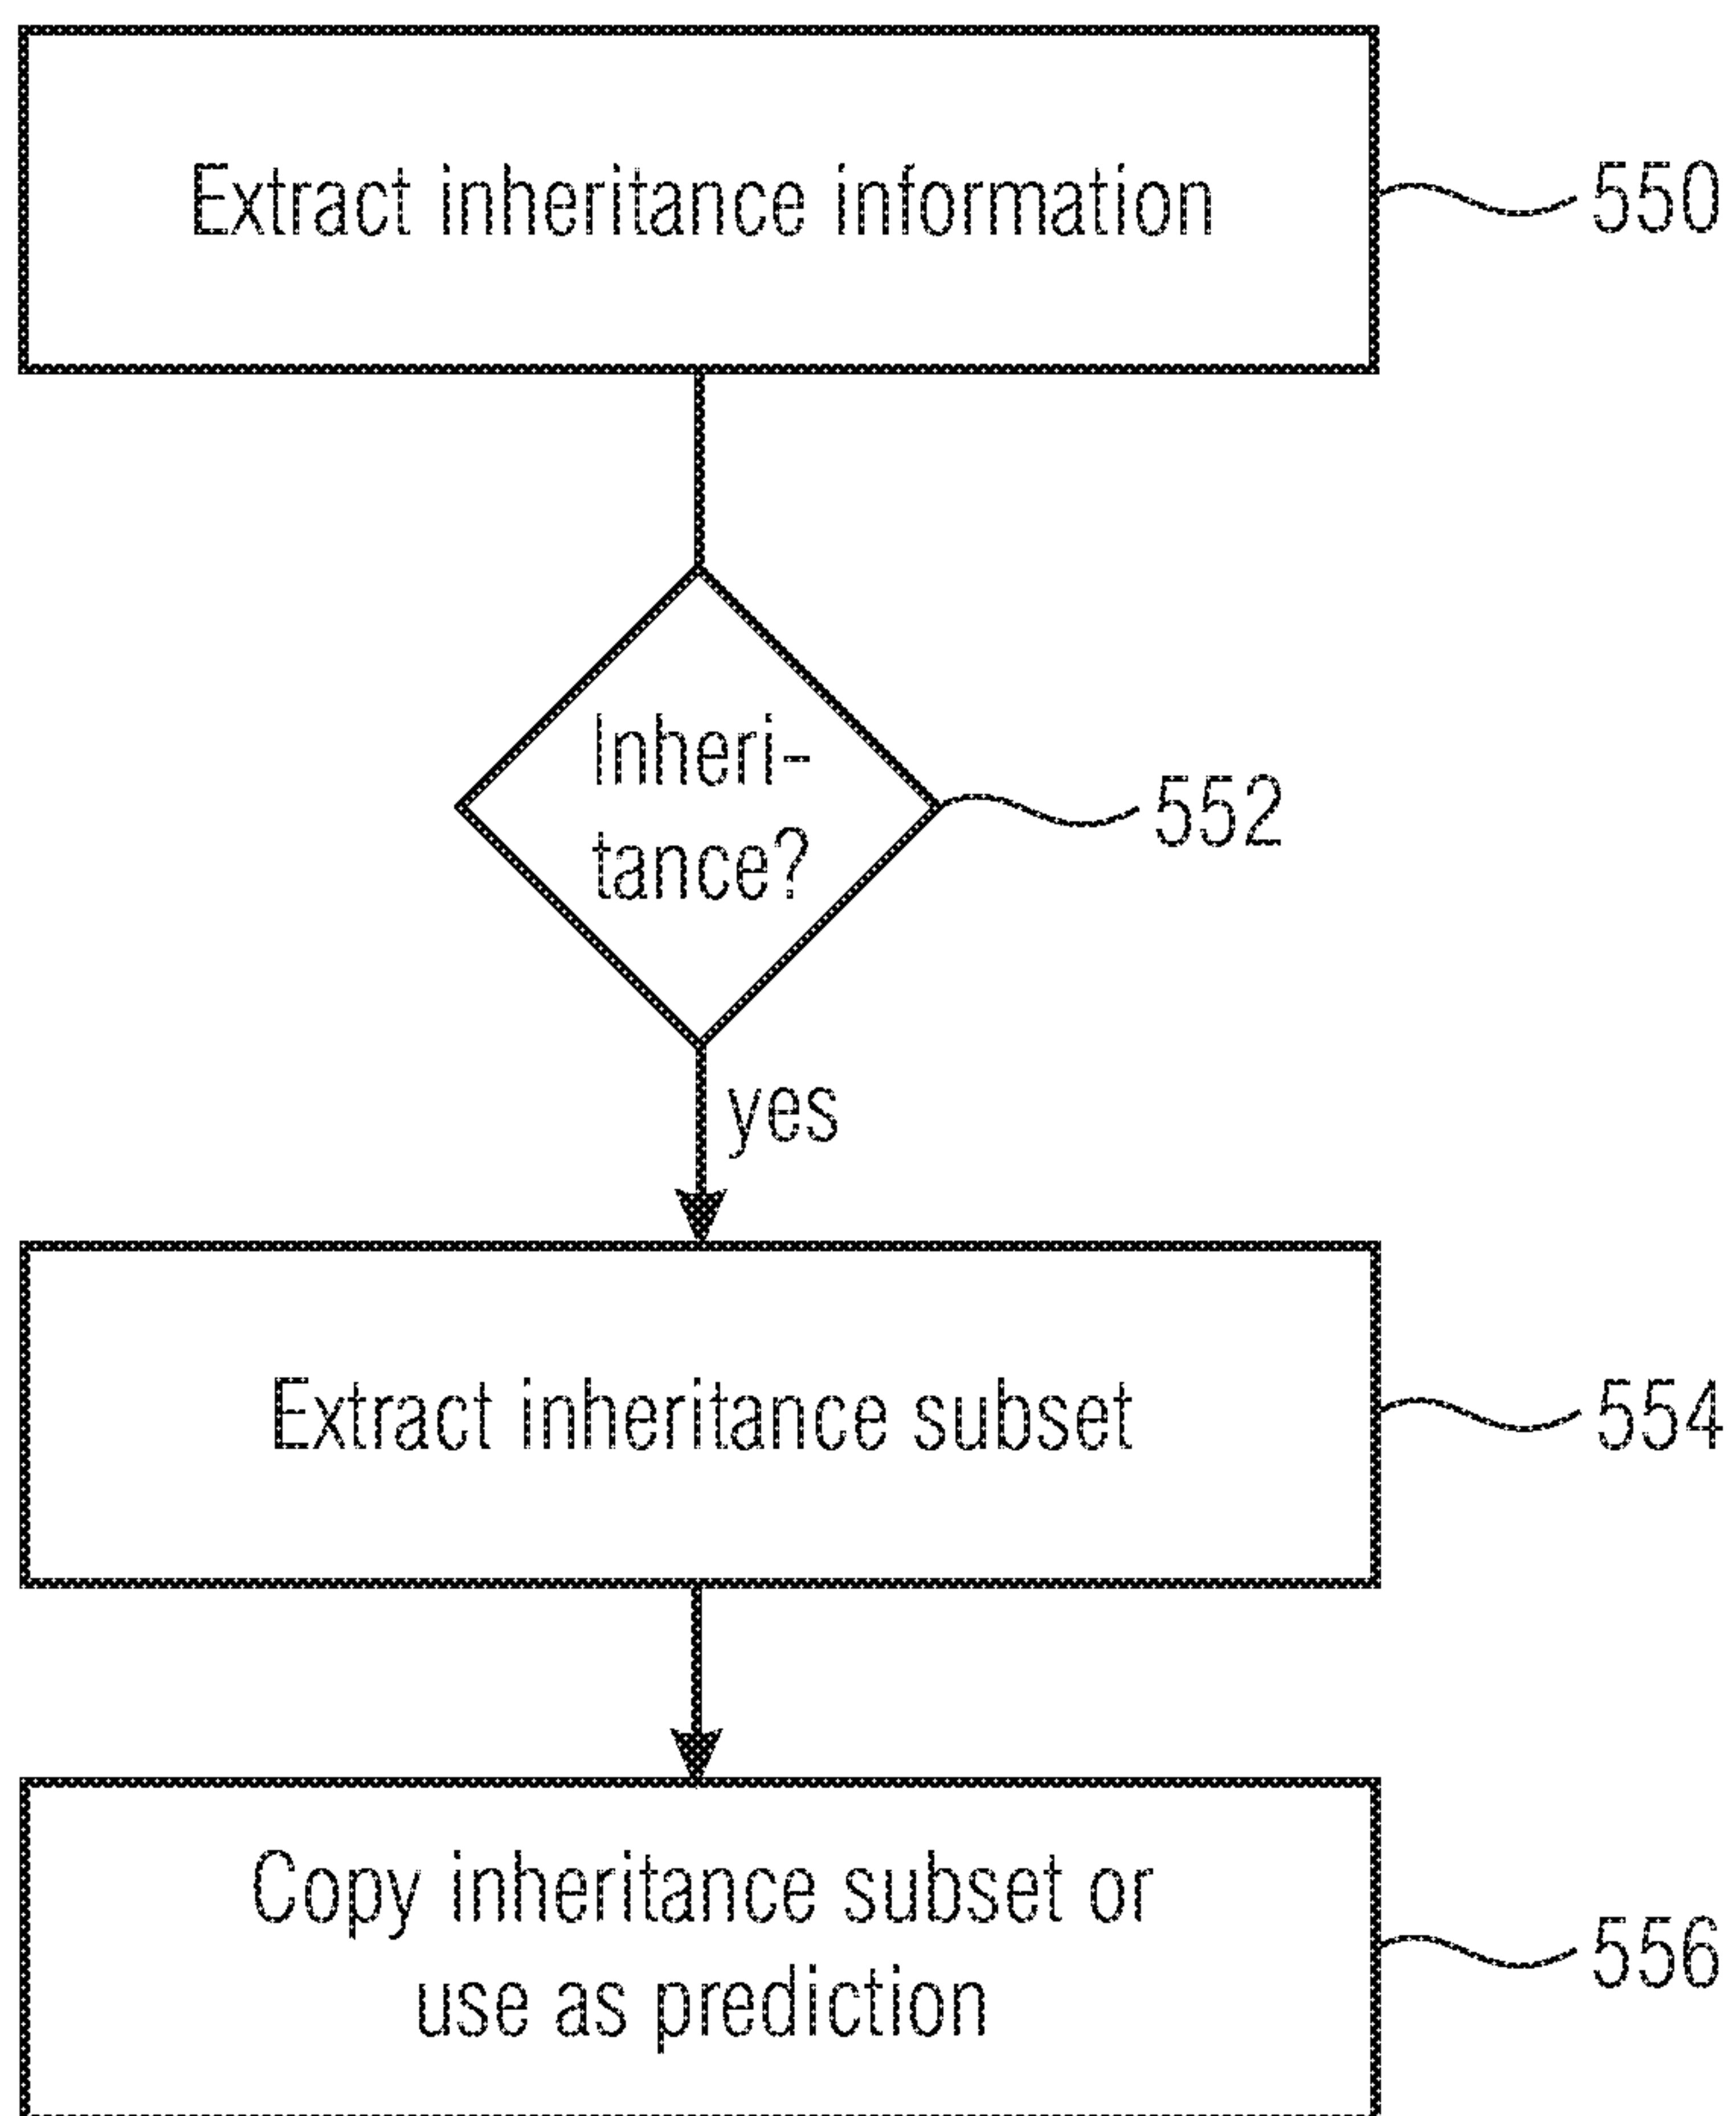 Extract inheritance information
550
Inheri-
tance?
552
yes
Extract inheritance subset
554
Copy inheritance subset or
use as prediction
556